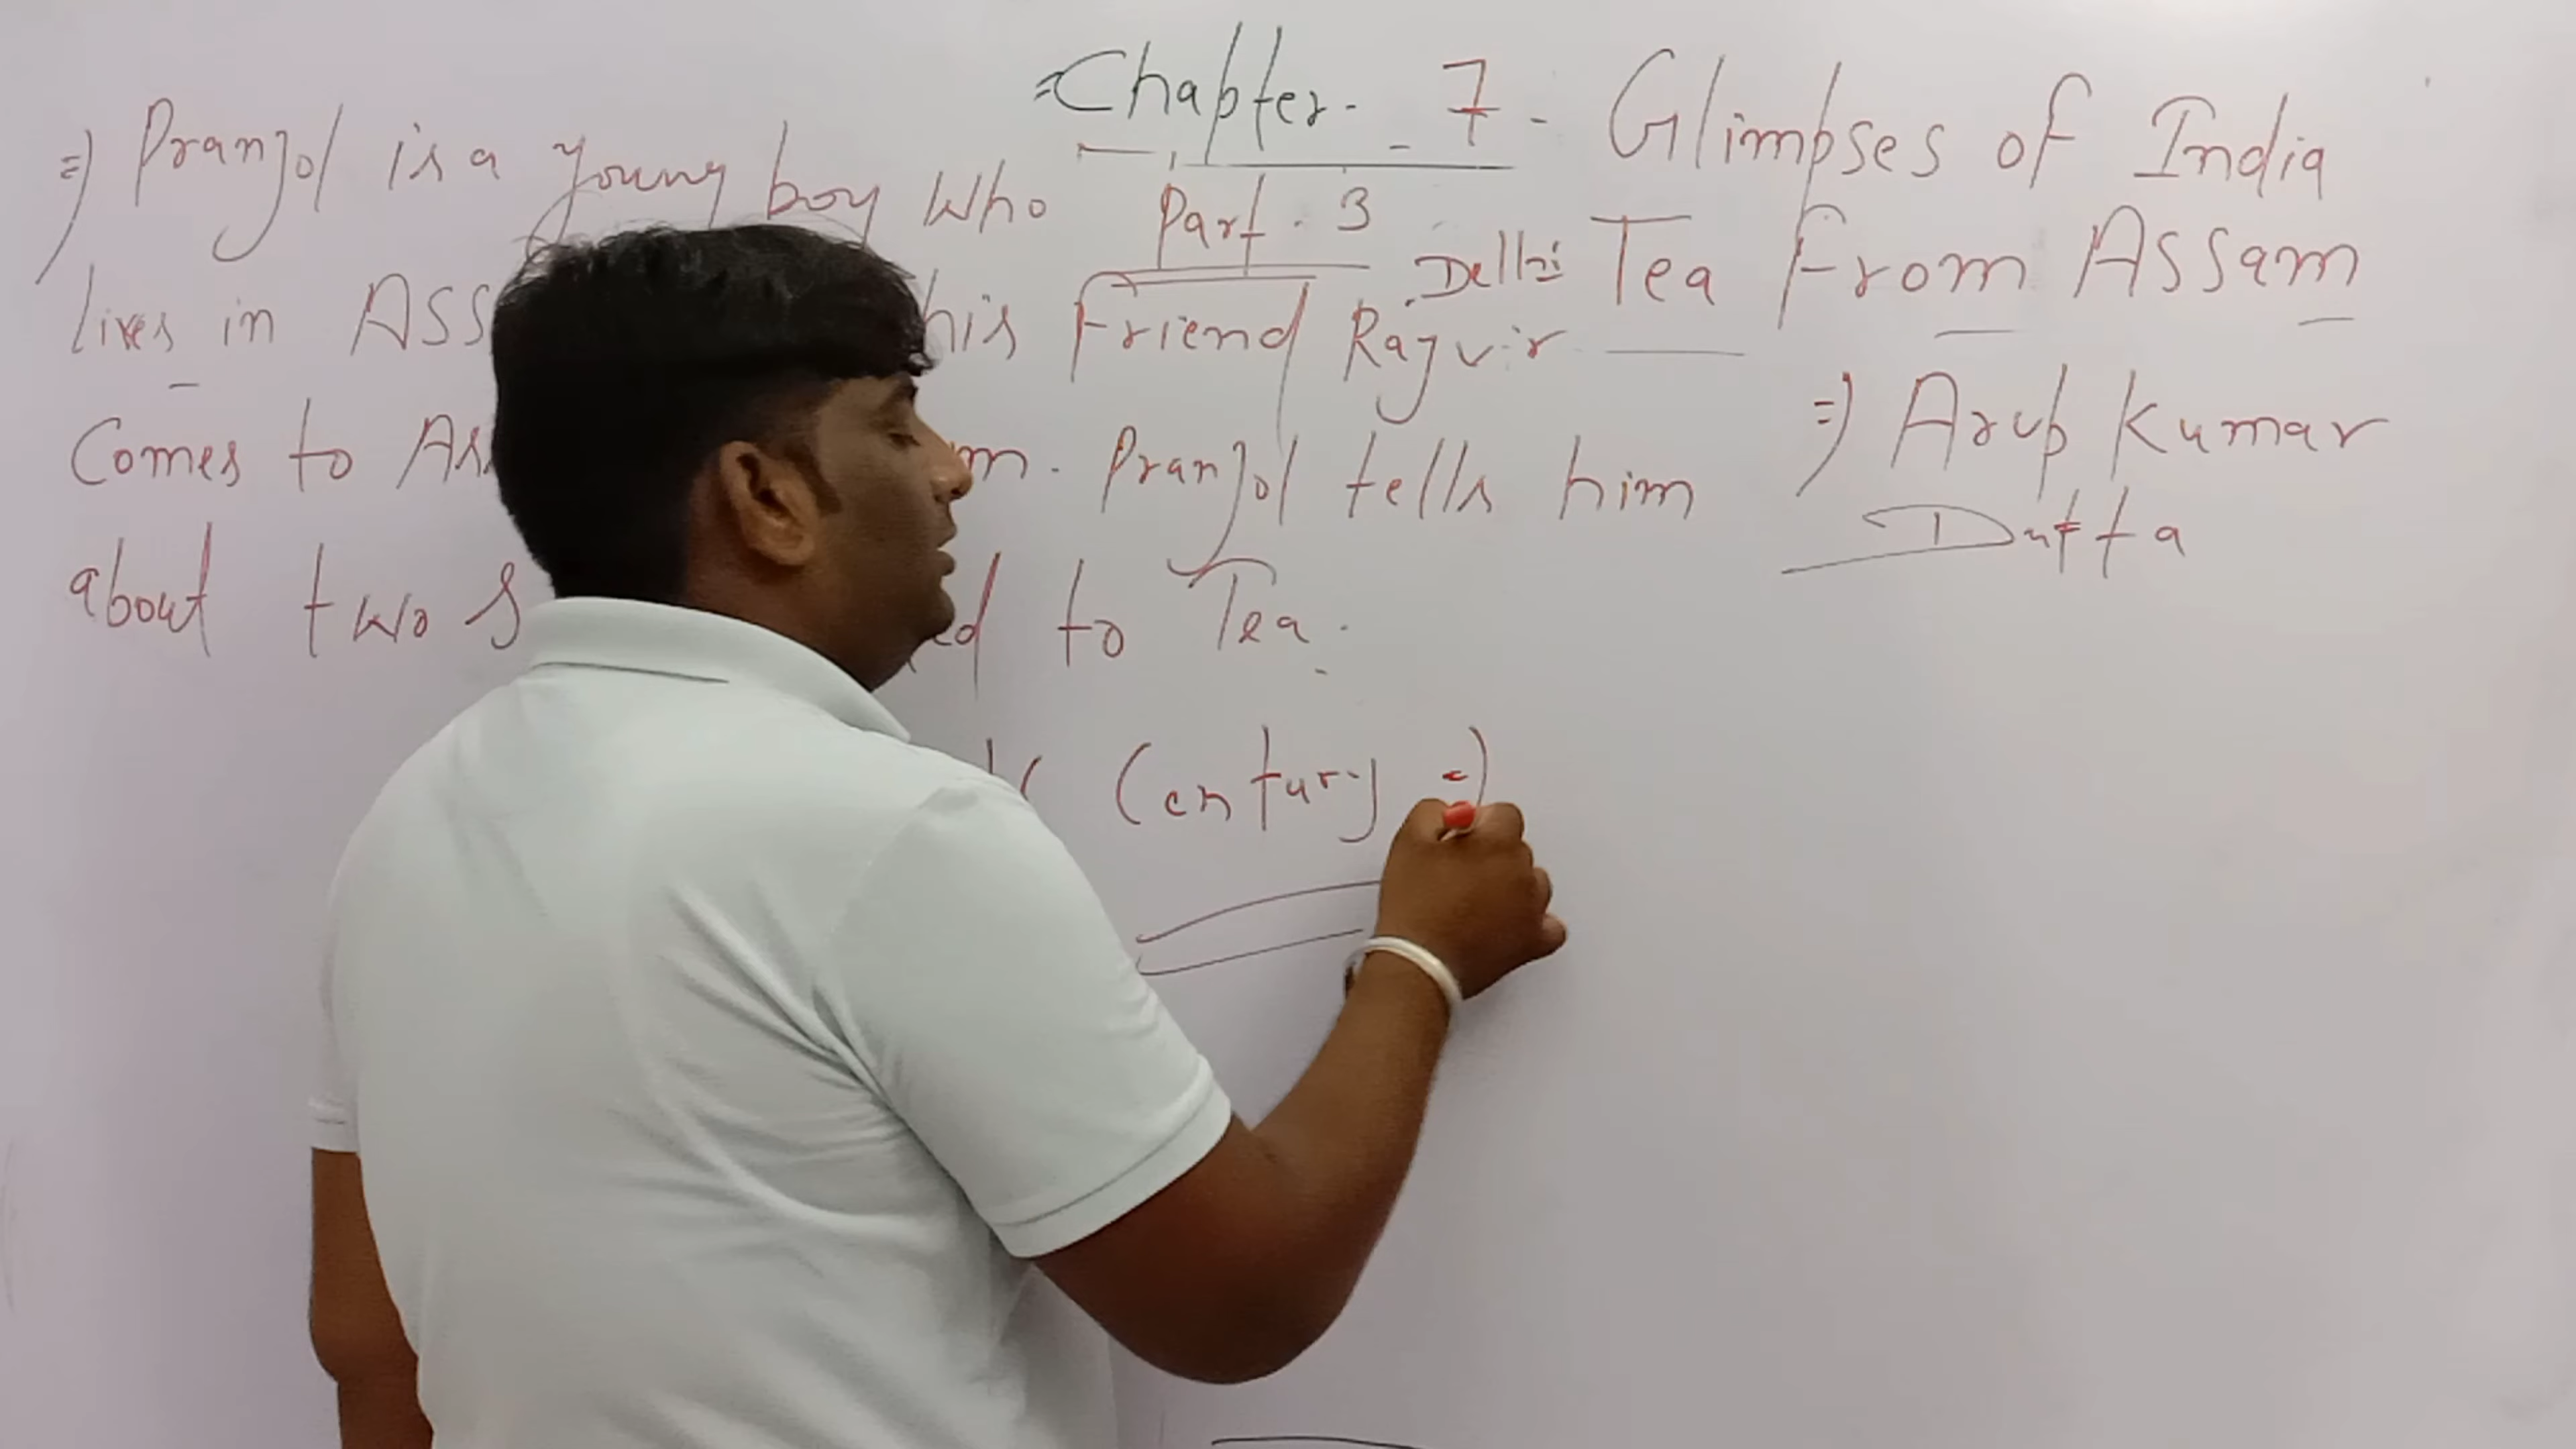 Chapter - 7 - Glimpses of India
Part - 3
Tea From Assam
=) Arup Kumar
Dutta
=) Pranjol is a young boy who
lives in his Friend Rajvir
Delhi
Comes to Pranjol tells him
about two to Tea.
Century =)